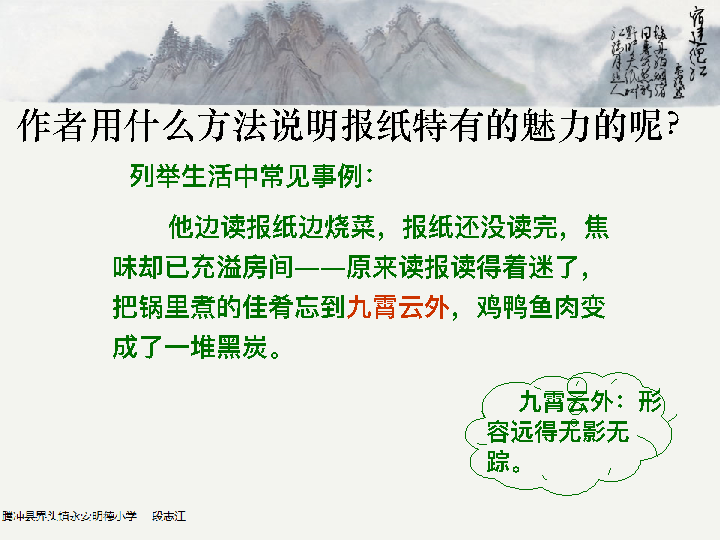 作者用什么方法说明报纸特有的魅力的呢？
列举生活中常见事例：
他边读报纸边烧菜，报纸还没读完，焦
味却已充溢房间——原来读报读得着迷了，
把锅里煮的佳肴忘到九霄云外，鸡鸭鱼肉变
成了一堆黑炭。
九霄云外：形
容远得无影无
踪。
腾冲县界头镇永安明德小学 段志江